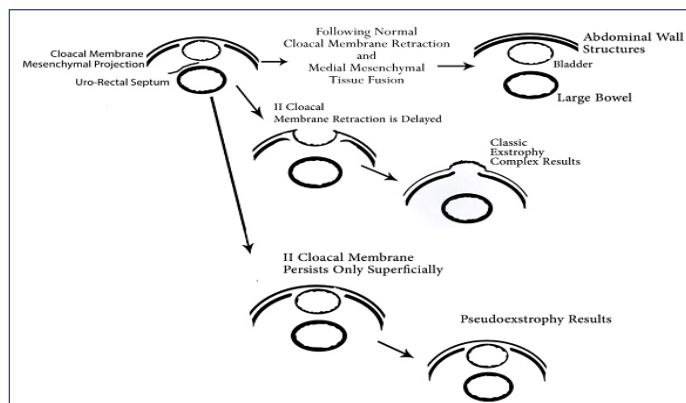 Cloacal Membrane
Mesenchymal Projection
Uro-Rectal Septum
Following Normal
Cloacal Membrane Retraction
and
Medial Mesenchymal
Tissue Fusion
Abdominal Wall
Structures
Bladder
Large Bowel
II Cloacal
Membrane Retraction is Delayed
Classic
Exstrophy
Complex Results
II Cloacal Membrane
Persists Only Superficially
Pseudoexstrophy Results